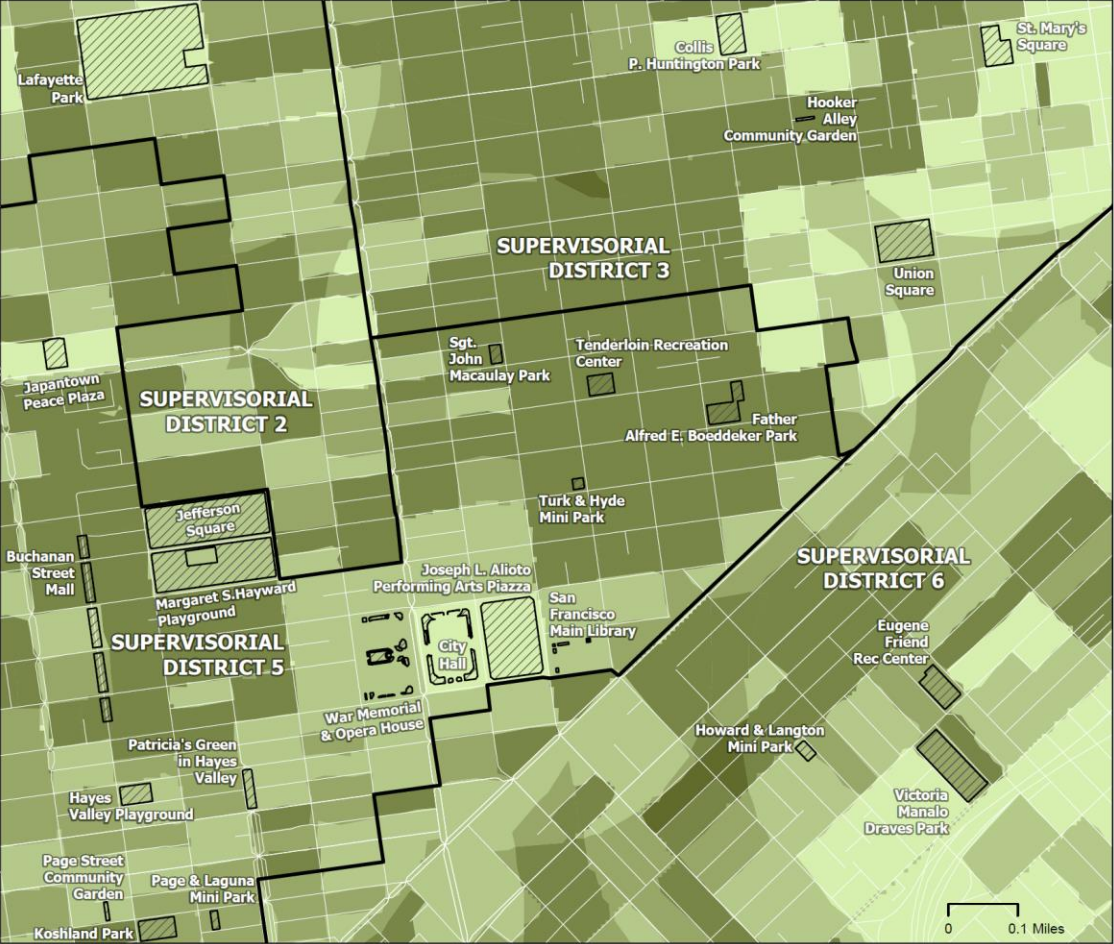 Lafayette
Park
Collis
P. Huntington Park
St. Mary's
Square
Hooker
Alley
Community Garden
SUPERVISORIAL
DISTRICT 3
Union
Square
Sgt.
John
Macaulay Park
Tenderloin Recreation
Center
Japantown
Peace Plaza
SUPERVISORIAL
DISTRICT 2
Father
Alfred E. Boeddeker Park
Turk & Hyde
Mini Park
Jefferson
Square
Buchanan
Street
Mall
Margaret S.Hayward
Playground
Joseph L. Alioto
Performing Arts Piazza
San
Francisco
Main Library
SUPERVISORIAL
DISTRICT 6
SUPERVISORIAL
DISTRICT 5
City
Hall
Eugene
Friend
Rec Center
War Memorial
& Opera House
Howard & Langton
Mini Park
Patricia's Green
in Hayes
Valley
Hayes
Valley Playground
Victoria
Manalo
Draves Park
Page Street
Community
Garden
Page & Laguna
Mini Park
Koshland Park
0 0.1 Miles